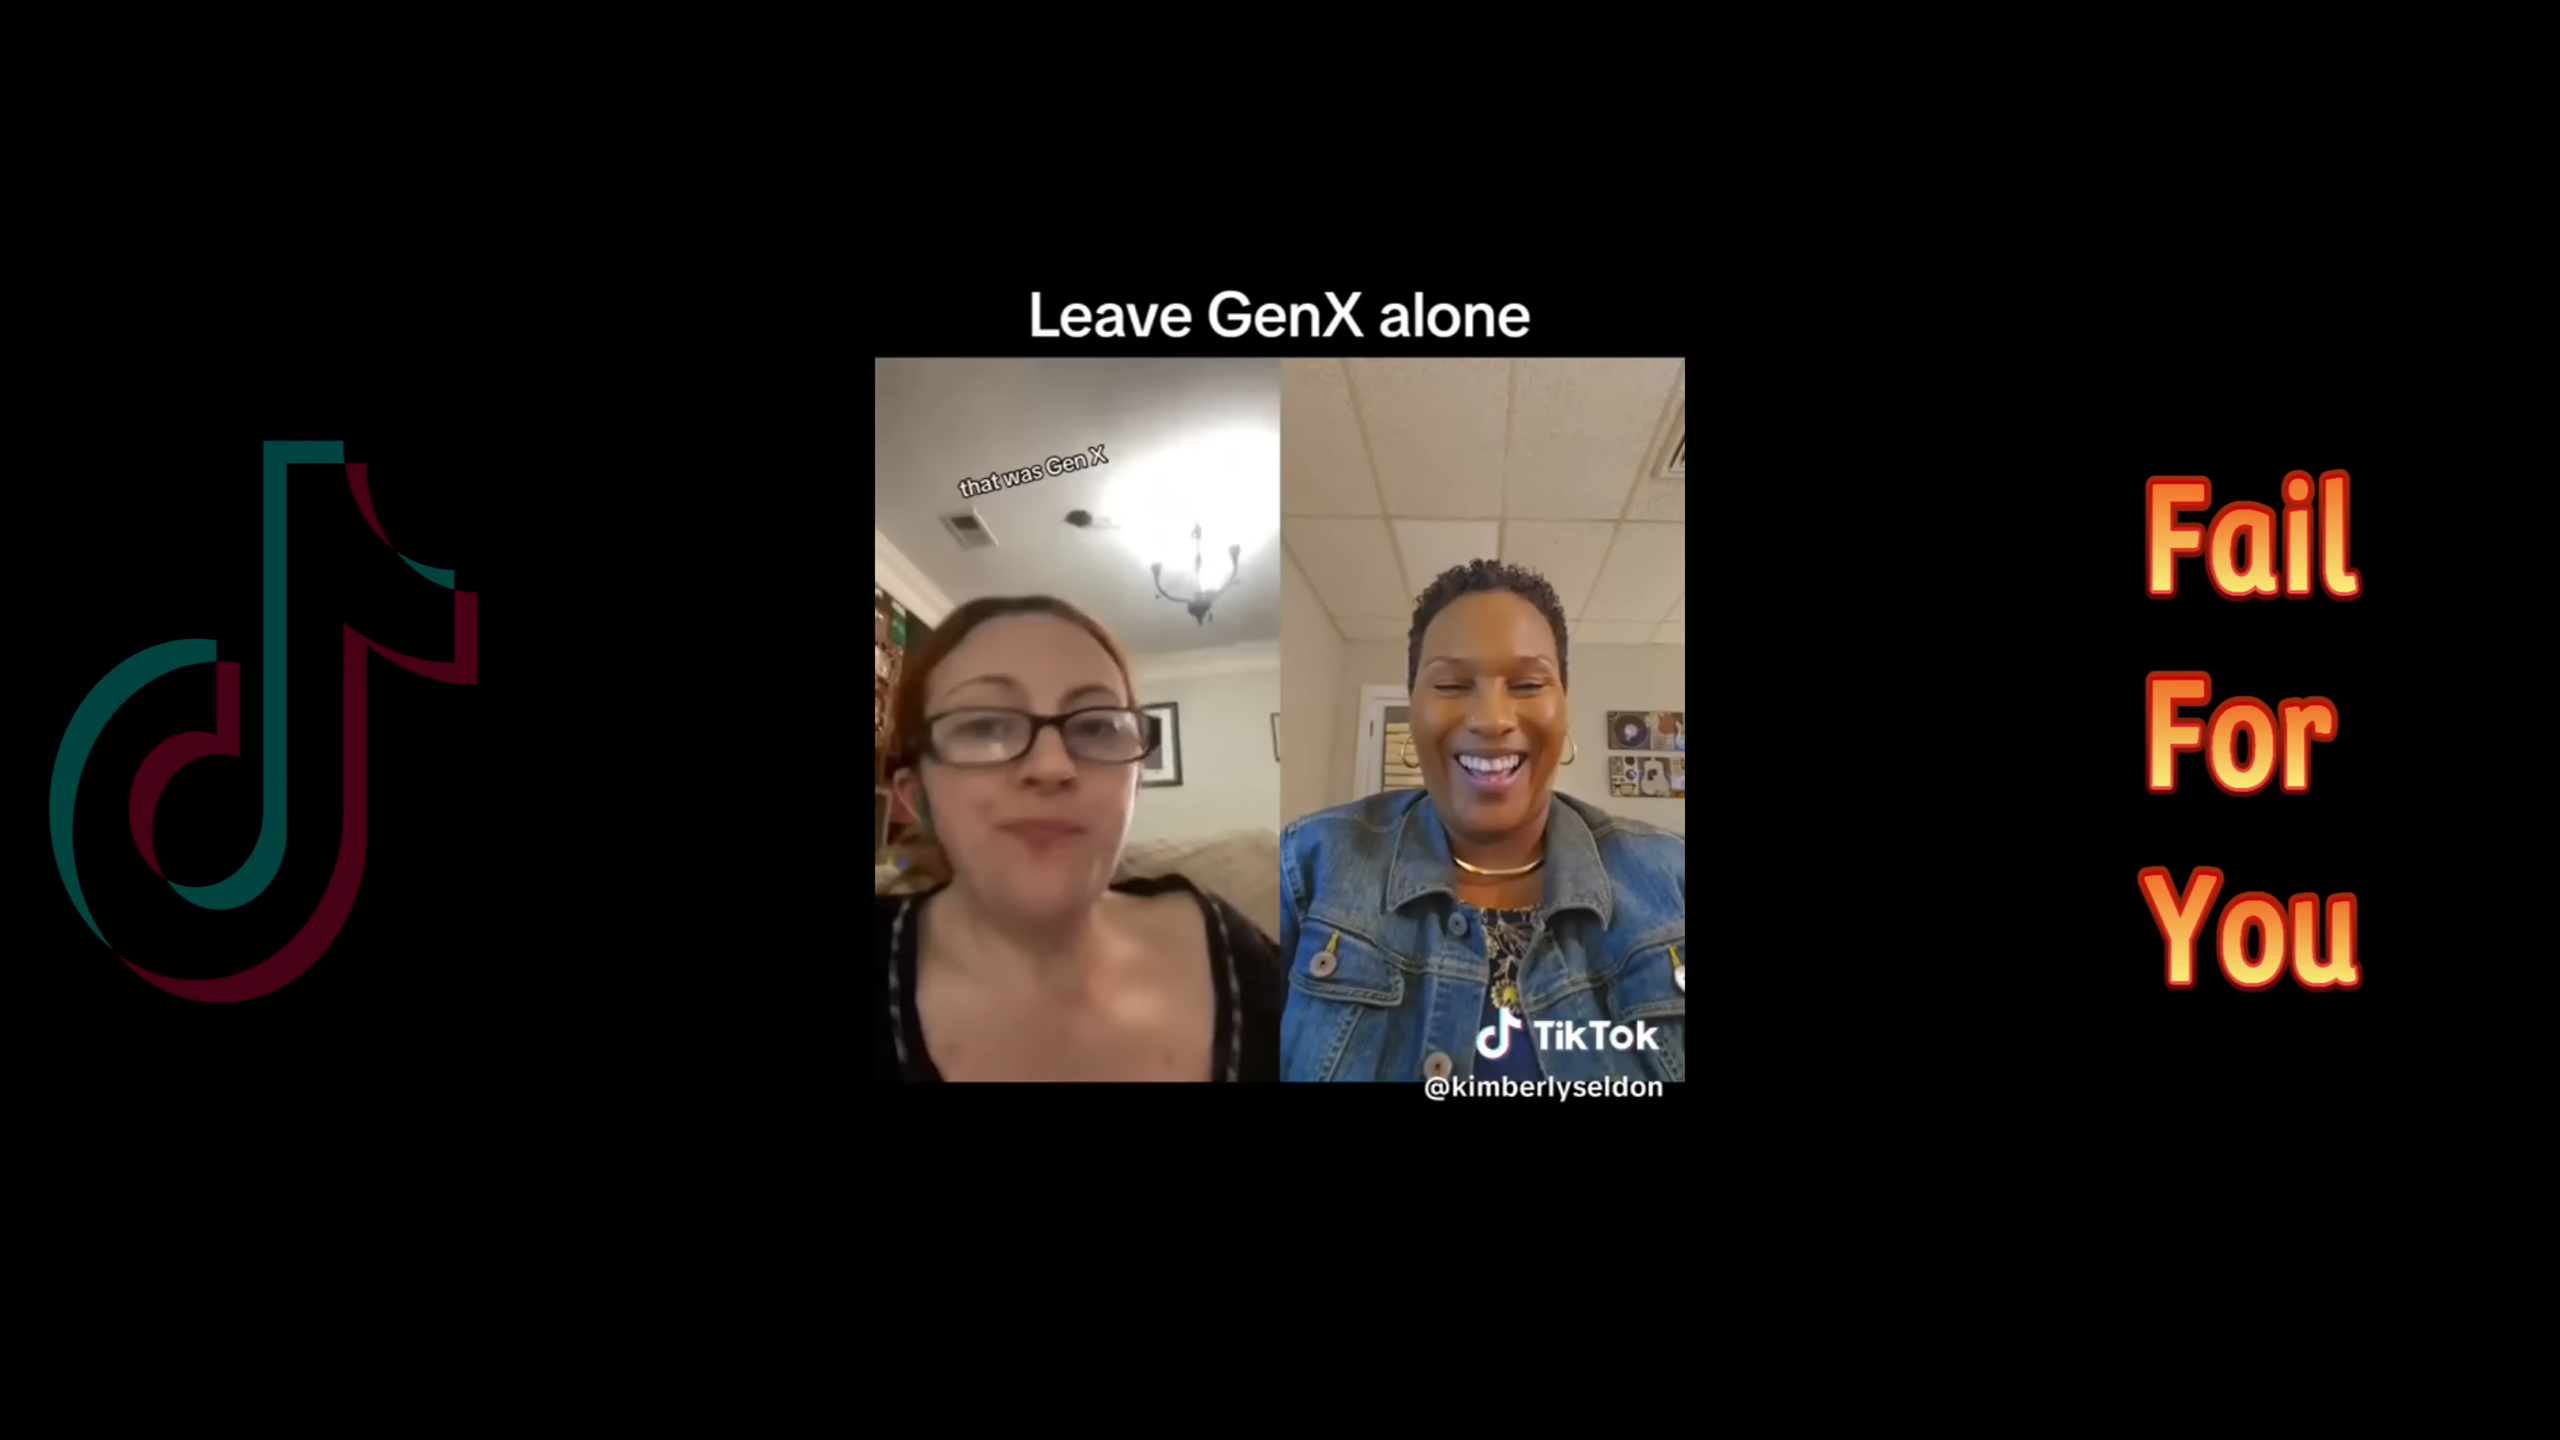 Leave GenX alone
that was Gen X
TikTok
@kimberlyseldon
Fail
For
You